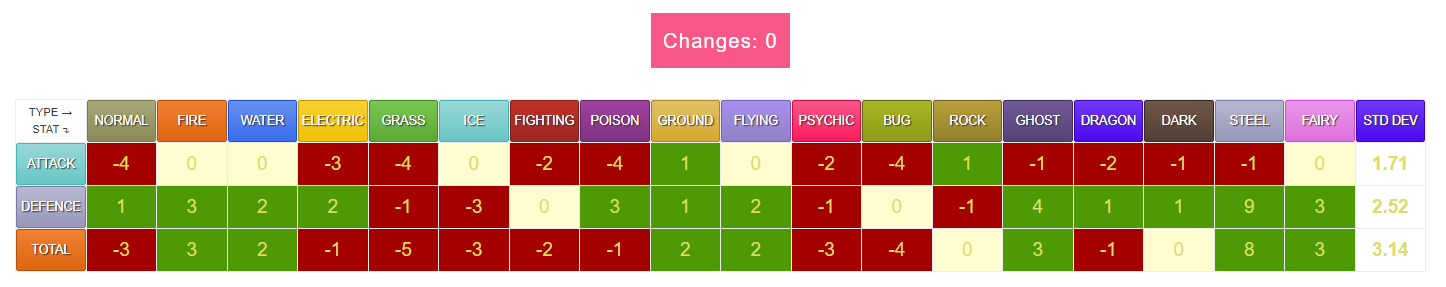 Changes: 0
TYPE → NORMAL FIRE WATER ELECTRIC GRASS ICE FIGHTING POISON GROUND FLYING PSYCHIC BUG ROCK GHOST DRAGON DARK STEEL FAIRY STD DEV
STAT ↴
ATTACK -4 0 0 -3 -4 0 -2 -4 1 0 -2 -4 1 -1 -2 -1 -1 0 1.71
DEFENCE 1 3 2 2 -1 -3 0 3 1 2 -1 0 -1 4 1 1 9 3 2.52
TOTAL -3 3 2 -1 -5 -3 -2 -1 2 2 -3 -4 0 3 -1 0 8 3 3.14